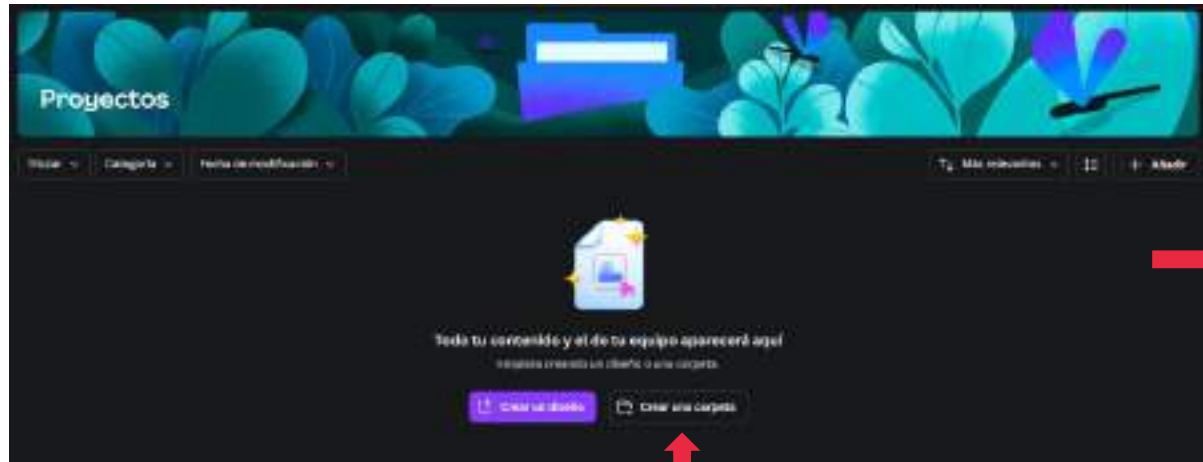 Proyectos
Categoría
Fecha de modificación
Más relevantes
Añadir
Todo tu contenido y el de tu equipo aparecerá aquí
Empieza creando un diseño o una carpeta
Crear un diseño
Crear una carpeta